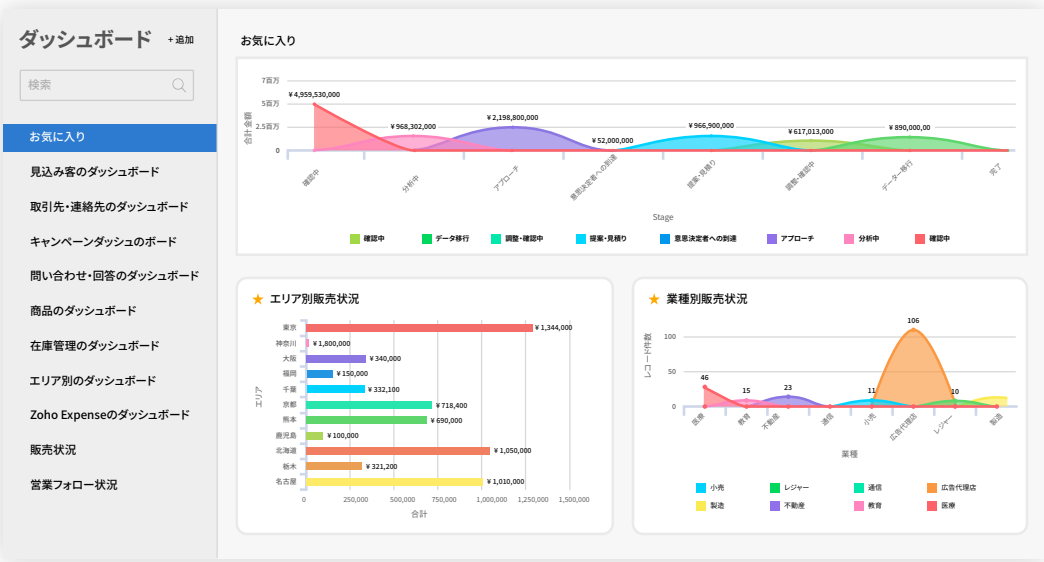 ダッシュボード
+ 追加
検索
お気に入り
見込み客のダッシュボード
取引先・連絡先のダッシュボード
キャンペーンダッシュのボード
問い合わせ・回答のダッシュボード
商品のダッシュボード
在庫管理のダッシュボード
エリア別のダッシュボード
Zoho Expenseのダッシュボード
販売状況
営業フォロー状況
お気に入り
合計 金額
7百万
5百万
2.5百万
0
¥ 4,959,530,000
¥ 968,302,000
¥ 2,198,800,000
¥ 52,000,000
¥ 966,900,000
¥ 617,013,000
¥ 890,000,00
確認中
分析中
アプローチ
意思決定者への到達
提案・見積り
調整・確認中
データー移行
完了
Stage
確認中
データ移行
調整・確認中
提案・見積り
意思決定者への到達
アプローチ
分析中
確認中
エリア別販売状況
エリア
東京
¥ 1,344,000
神奈川
¥ 1,800,000
大阪
¥ 340,000
福岡
¥ 150,000
千葉
¥ 332,100
京都
¥ 718,400
熊本
¥ 690,000
鹿児島
¥ 100,000
北海道
¥ 1,050,000
栃木
¥ 321,200
名古屋
¥ 1,010,000
0
250,000
500,000
750,000
1,000,000
1,250,000
1,500,000
合計
業種別販売状況
レコード件数
100
50
0
46
15
23
11
106
10
医療
教育
不動産
通信
小売
広告代理店
レジャー
製造
業種
小売
レジャー
通信
広告代理店
製造
不動産
教育
医療